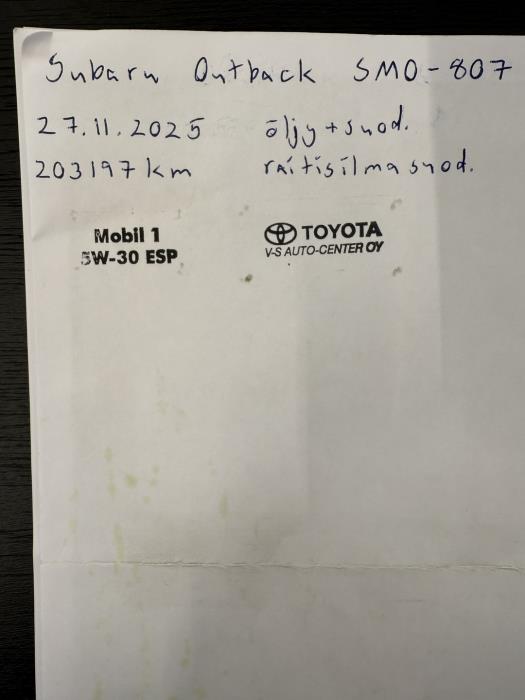 Subaru Outback SMO-807
27.11.2025 öljy+suod.
203197 km raitisilmasuod.
Mobil 1 TOYOTA
5W-30 ESP V-S AUTO-CENTER OY